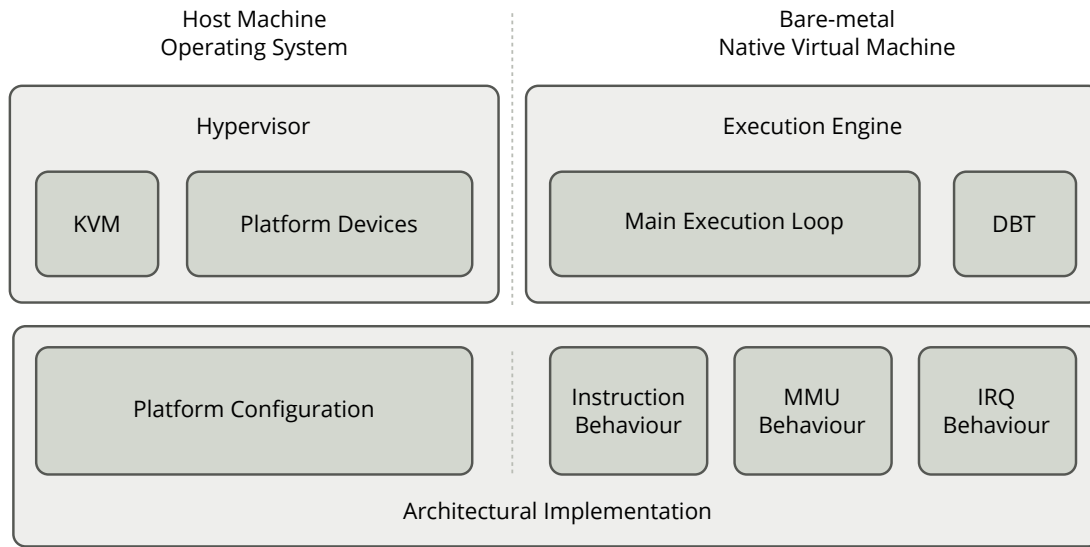 Host Machine
Operating System
Bare-metal
Native Virtual Machine
Hypervisor
KVM
Platform Devices
Execution Engine
Main Execution Loop
DBT
Platform Configuration
Instruction
Behaviour
MMU
Behaviour
IRQ
Behaviour
Architectural Implementation